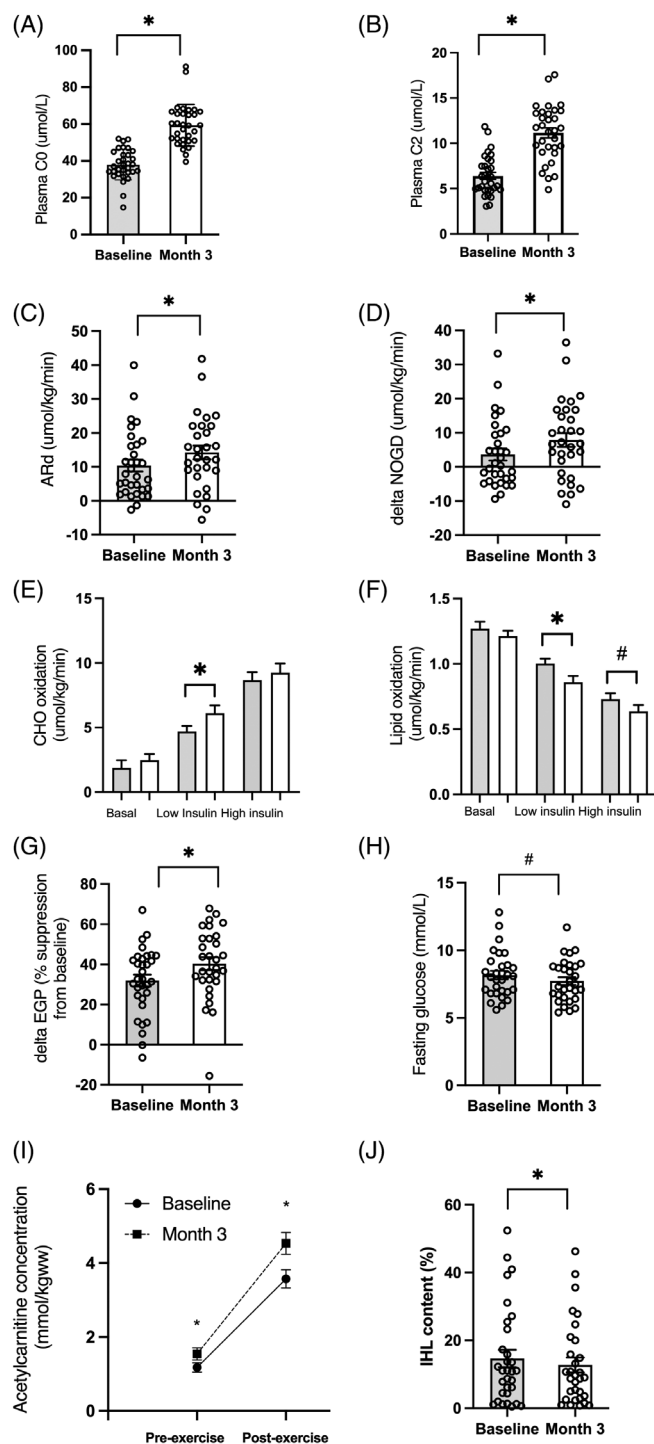 (A)
*
Plasma C0 (umol/L)
100
80
60
40
20
0
Baseline Month 3
(B)
*
Plasma C2 (umol/L)
20
15
10
5
0
Baseline Month 3
(C)
*
ARd (umol/kg/min)
50
40
30
20
10
0
-10
Baseline Month 3
(D)
*
delta NOGD (umol/kg/min)
40
30
20
10
0
-10
-20
Baseline Month 3
(E)
*
CHO oxidation
(umol/kg/min)
15
10
5
0
Basal Low Insulin High insulin
(F)
*
#
Lipid oxidation
(umol/kg/min)
1.5
1.0
0.5
0.0
Basal Low insulin High insulin
(G)
*
delta EGP (% suppression
from baseline)
80
60
40
20
0
-20
Baseline Month 3
(H)
#
Fasting glucose (mmol/L)
15
10
5
0
Baseline Month 3
(I)
Acetylcarnitine concentration
(mmol/kgww)
6
4
2
0
Baseline
Month 3
*
*
Pre-exercise Post-exercise
(J)
*
IHL content (%)
60
40
20
0
Baseline Month 3